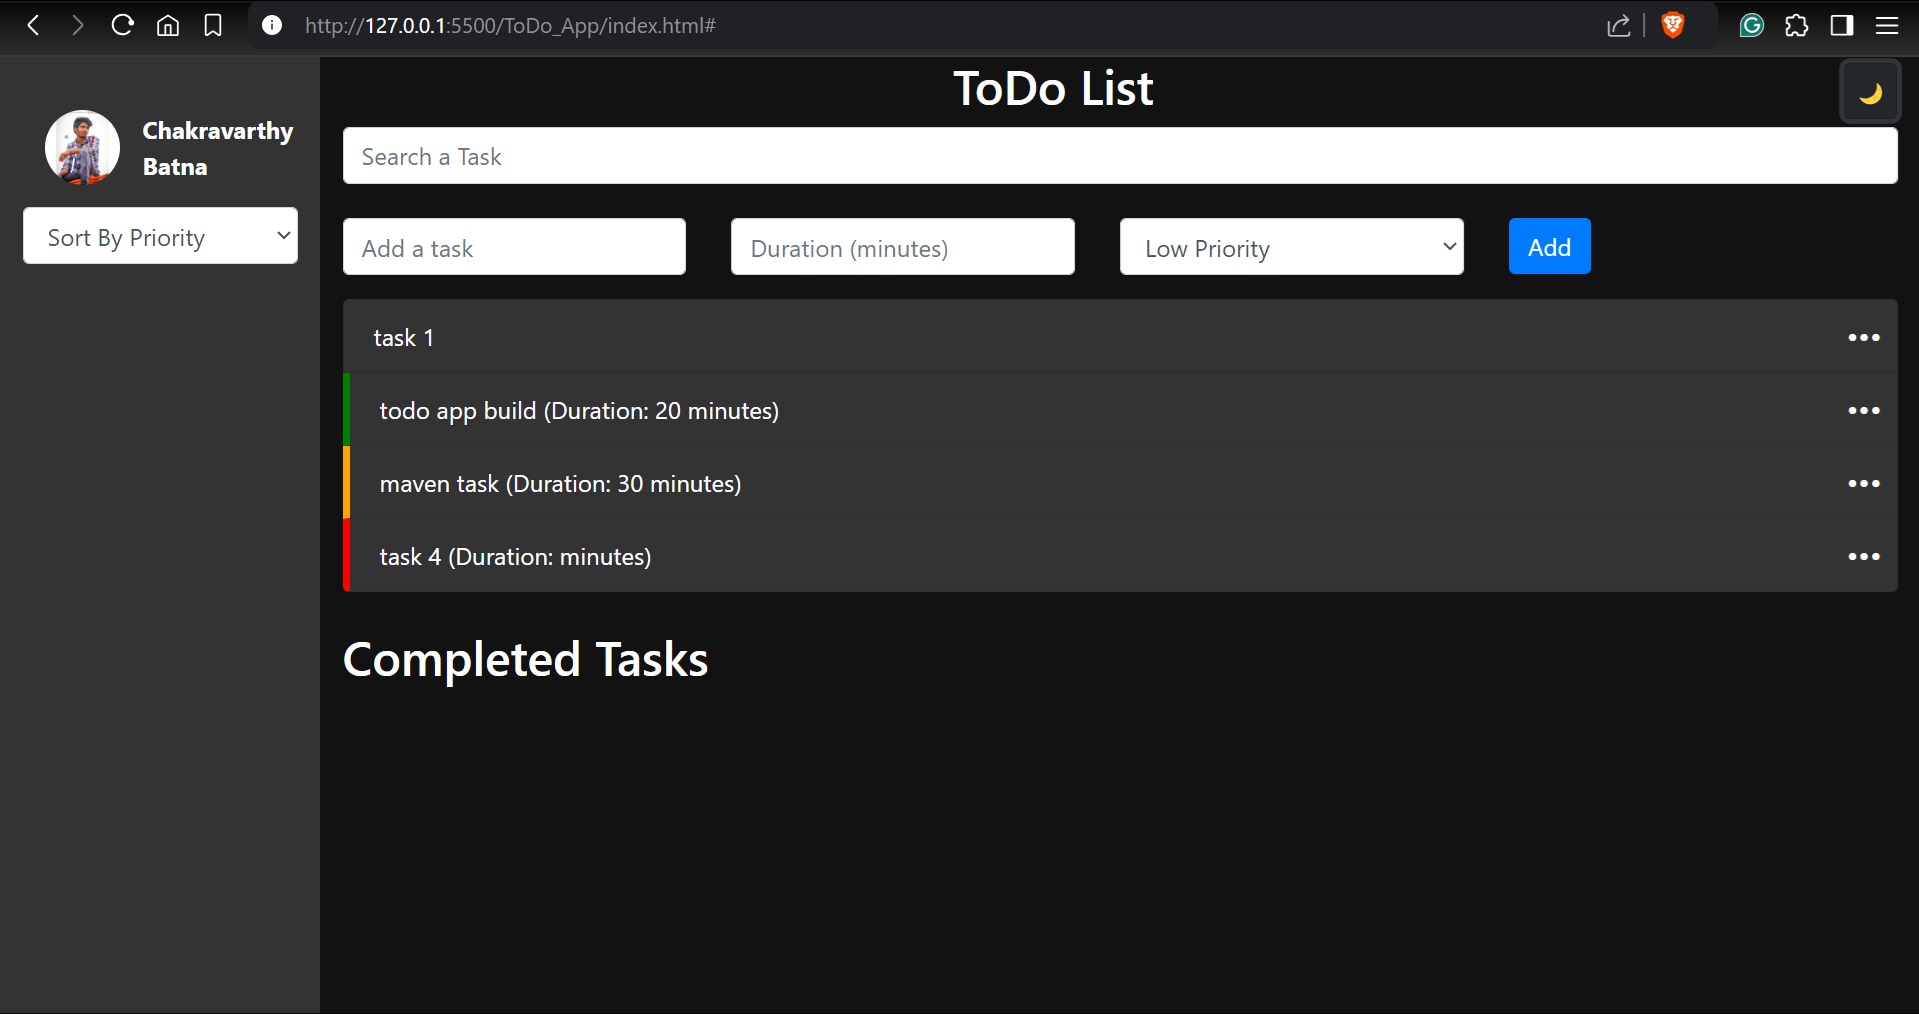 http://127.0.0.1:5500/ToDo_App/index.html#
Chakravarthy
Batna
Sort By Priority
ToDo List
Search a Task
Add a task
Duration (minutes)
Low Priority
Add
task 1
todo app build (Duration: 20 minutes)
maven task (Duration: 30 minutes)
task 4 (Duration: minutes)
Completed Tasks